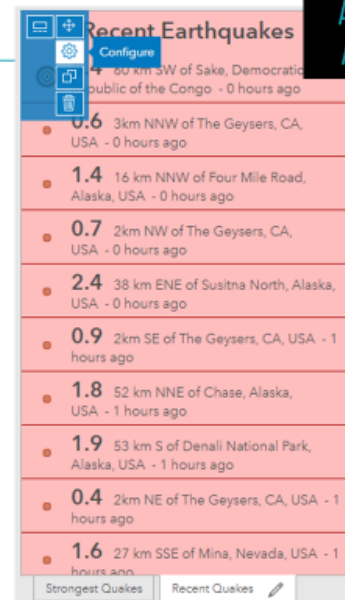 Recent Earthquakes
Configure
.4 60 km SW of Sake, Democratic
public of the Congo - 0 hours ago
0.6 3km NNW of The Geysers, CA,
USA - 0 hours ago
1.4 16 km NNW of Four Mile Road,
Alaska, USA - 0 hours ago
0.7 2km NW of The Geysers, CA,
USA - 0 hours ago
2.4 38 km ENE of Susitna North, Alaska,
USA - 0 hours ago
0.9 2km SE of The Geysers, CA, USA - 1
hours ago
1.8 52 km NNE of Chase, Alaska,
USA - 1 hours ago
1.9 53 km S of Denali National Park,
Alaska, USA - 1 hours ago
0.4 2km NE of The Geysers, CA, USA - 1
hours ago
1.6 27 km SSE of Mina, Nevada, USA - 1
hours ago
Strongest Quakes
Recent Quakes